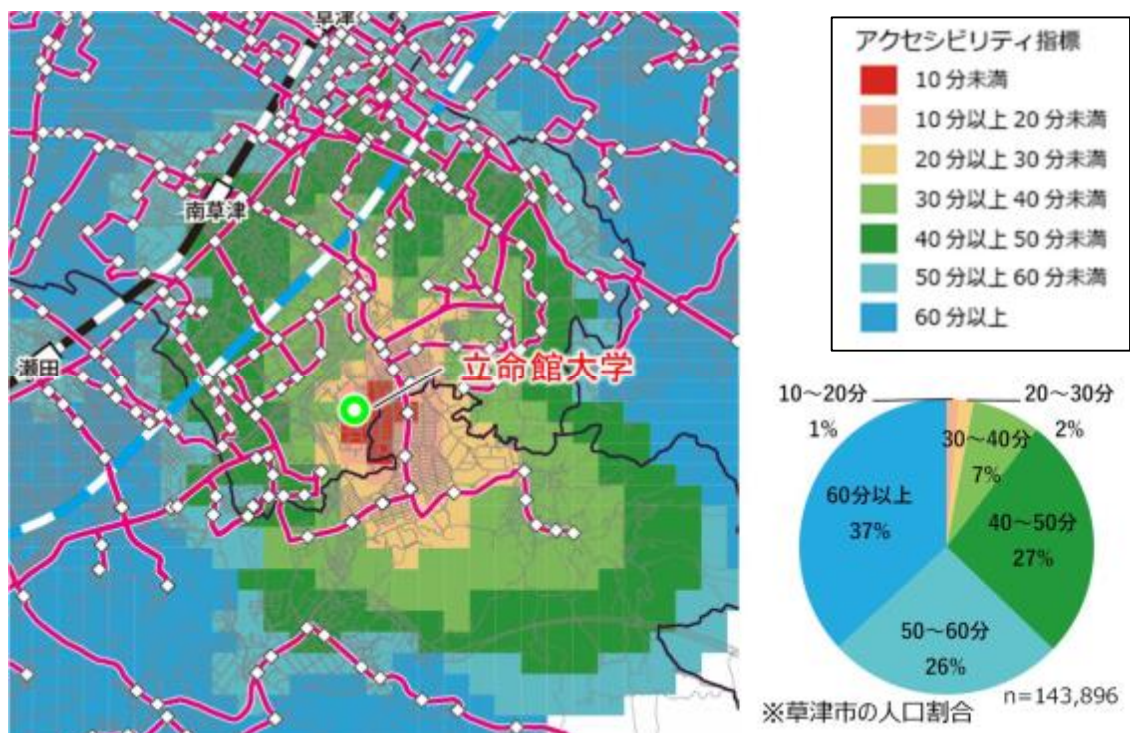 草津
南草津
瀬田
立命館大学
アクセシビリティ指標
10分未満
10分以上20分未満
20分以上30分未満
30分以上40分未満
40分以上50分未満
50分以上60分未満
60分以上
10～20分
1%
20～30分
2%
30～40分
7%
40～50分
27%
50～60分
26%
60分以上
37%
n=143,896
※草津市の人口割合